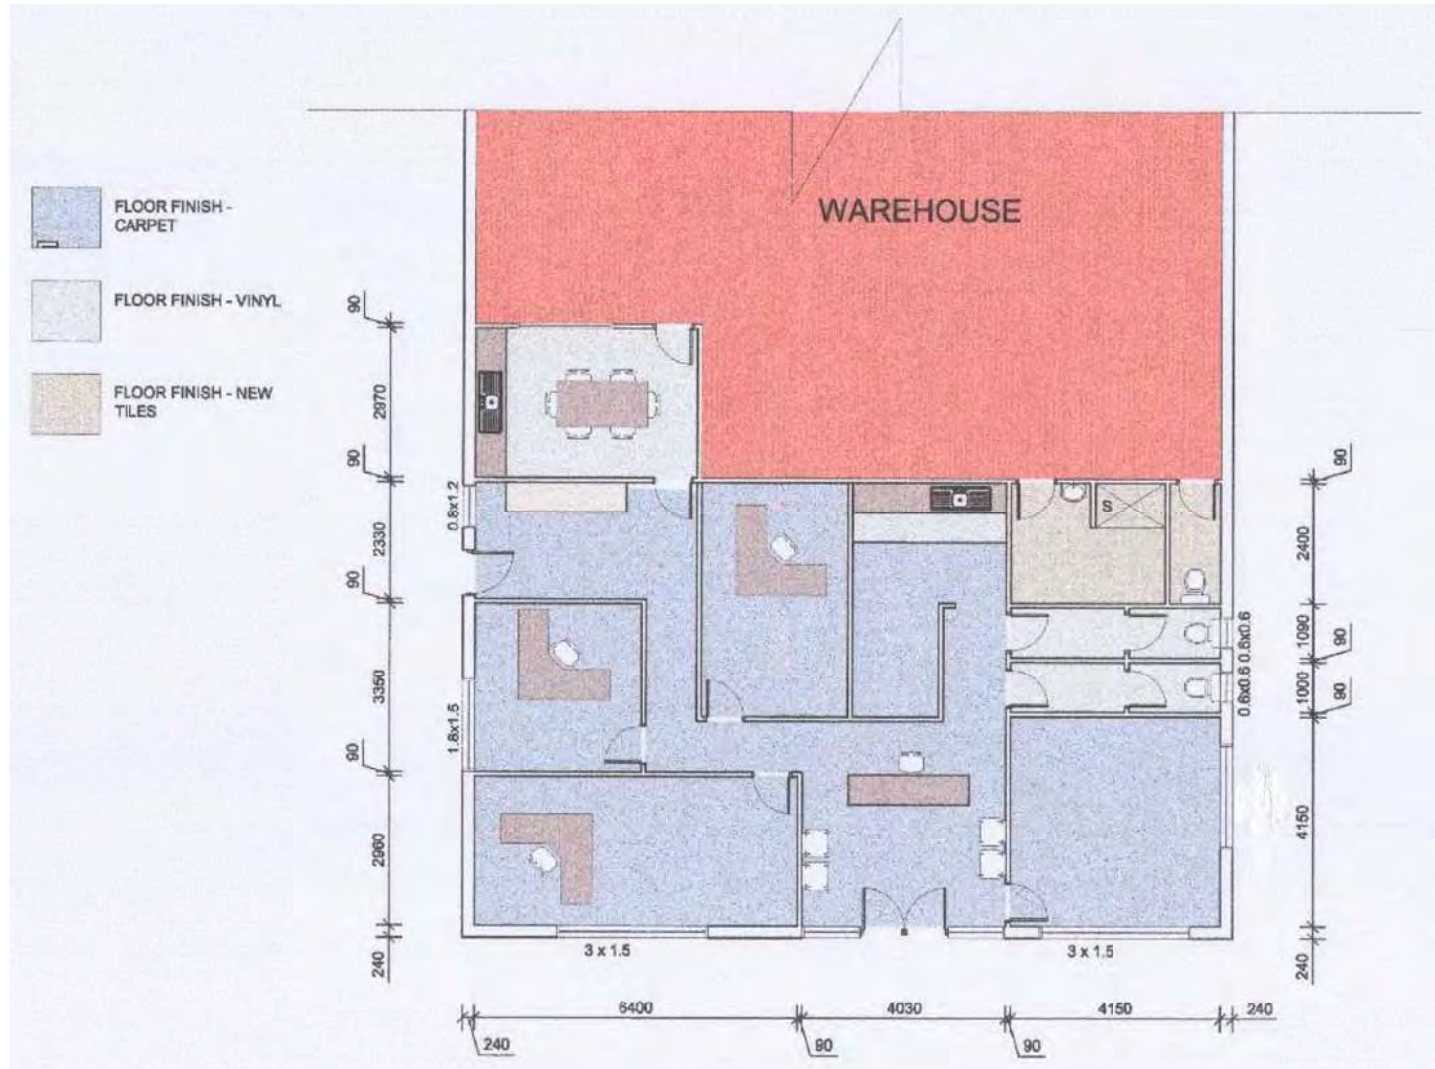 WAREHOUSE
FLOOR FINISH -
CARPET
FLOOR FINISH - VINYL
FLOOR FINISH - NEW
TILES
90
2970
90
2330
90
3350
90
2960
240
0.8x1.2
1.8x1.5
S
90
2400
1090
90
1000
90
4150
240
0.6x0.6
0.6x0.6
3 x 1.5
3 x 1.5
6400
4030
4150
240
240
90
90